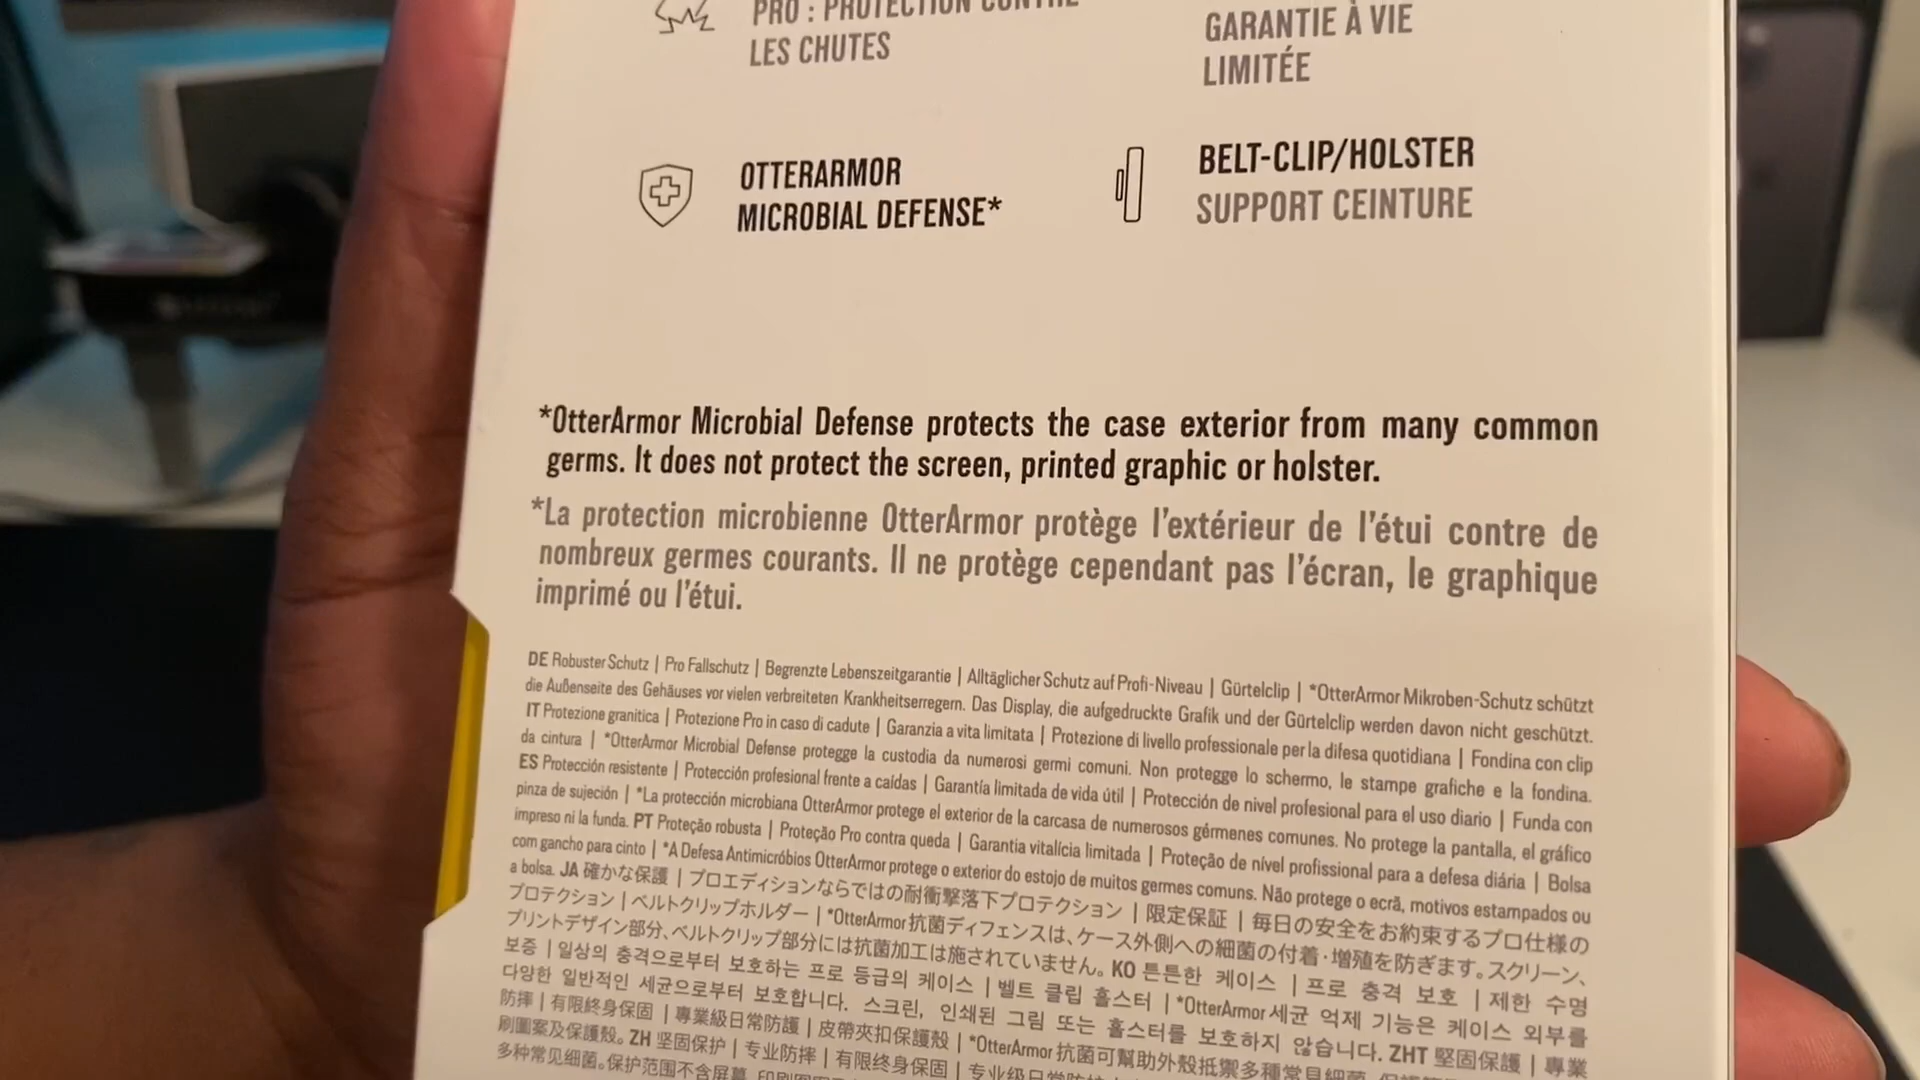 PRO : PROTECTION CONTRE
LES CHUTES
GARANTIE À VIE
LIMITÉE
OTTERARMOR
MICROBIAL DEFENSE*
BELT-CLIP/HOLSTER
SUPPORT CEINTURE
*OtterArmor Microbial Defense protects the case exterior from many common
germs. It does not protect the screen, printed graphic or holster.
*La protection microbienne OtterArmor protège l'extérieur de l'étui contre de
nombreux germes courants. Il ne protège cependant pas l'écran, le graphique
imprimé ou l'étui.
DE Robuster Schutz | Pro Fallschutz | Begrenzte Lebenszeitgarantie | Alltäglicher Schutz auf Profi-Niveau | Gürtelclip | *OtterArmor Mikroben-Schutz schützt
die Außenseite des Gehäuses vor vielen verbreiteten Krankheitserregern. Das Display, die aufgedruckte Grafik und der Gürtelclip werden davon nicht geschützt.
IT Protezione granitica | Protezione Pro in caso di cadute | Garanzia a vita limitata | Protezione di livello professionale per la difesa quotidiana | Fondina con clip
da cintura | *OtterArmor Microbial Defense protegge la custodia da numerosi germi comuni. Non protegge lo schermo, le stampe grafiche e la fondina.
ES Protección resistente | Protección profesional frente a caídas | Garantía limitada de vida útil | Protección de nivel profesional para el uso diario | Funda con
pinza de sujeción | *La protección microbiana OtterArmor protege el exterior de la carcasa de numerosos gérmenes comunes. No protege la pantalla, el gráfico
impreso ni la funda. PT Proteção robusta | Proteção Pro contra queda | Garantia vitalícia limitada | Proteção de nível profissional para a defesa diária | Bolsa
com gancho para cinto | *A Defesa Antimicróbios OtterArmor protege o exterior do estojo de muitos germes comuns. Não protege o ecrã, motivos estampados ou
a bolsa. JA 確かな保護 | プロエディションならではの耐衝撃落下プロテクション | 限定保証 | 毎日の安全をお約束するプロ仕様の
プロテクション | ベルトクリップホルダー | *OtterArmor 抗菌ディフェンスは、ケース外側への細菌の付着・増殖を防ぎます。スクリーン、
プリントデザイン部分、ベルトクリップ部分には抗菌加工は施されていません。 KO 튼튼한 케이스 | 프로 충격 보호 | 제한 수명
보증 | 일상의 충격으로부터 보호하는 프로 등급의 케이스 | 벨트 클립 홀스터 | *OtterArmor 세균 억제 기능은 케이스 외부를
다양한 일반적인 세균으로부터 보호합니다. 스크린, 인쇄된 그림 또는 홀스터를 보호하지 않습니다. ZHT 堅固保護 | 專業
防摔 | 有限終身保固 | 專業級日常防護 | 皮帶夾扣保護殼 | *OtterArmor 抗菌可幫助外殼抵禦多種常見細菌
刷圖案及保護殼。 ZH 坚固保护 | 专业防摔 | 有限终身保固 | 专业级日常防
多种常见细菌。保护范围不含屏幕